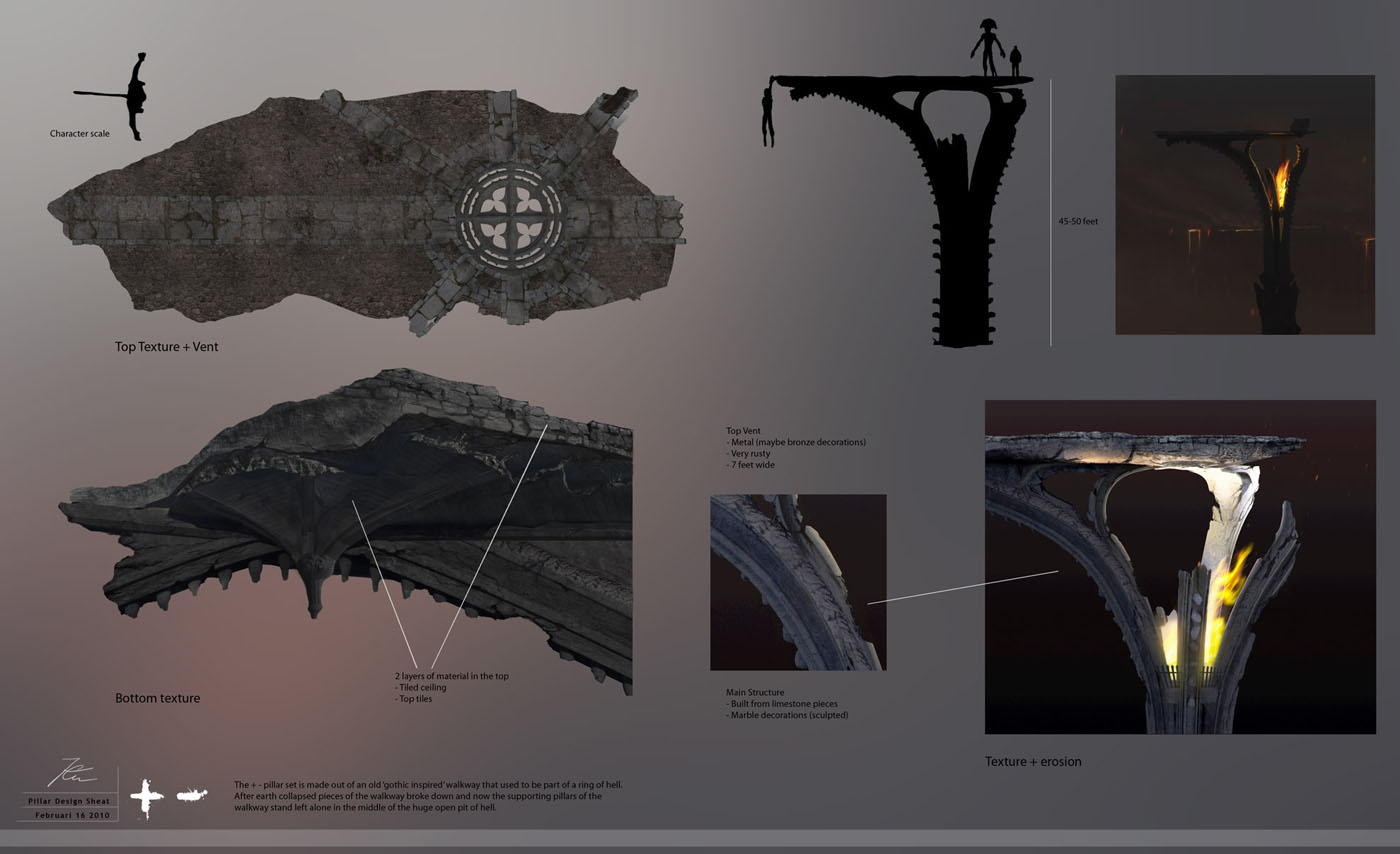 Character scale
45-50 feet
Top Texture + Vent
Top Vent
- Metal (maybe bronze decorations)
- Very rusty
- 7 feet wide
2 layers of material in the top
- Tiled ceiling
- Top tiles
Bottom texture
Main Structure
- Built from limestone pieces
- Marble decorations (sculpted)
Texture + erosion
Pillar Design Sheat
Februari 16 2010
The + - pillar set is made out of an old 'gothic inspired' walkway that used to be part of a ring of hell.
After earth collapsed pieces of the walkway broke down and now the supporting pillars of the
walkway stand left alone in the middle of the huge open pit of hell.